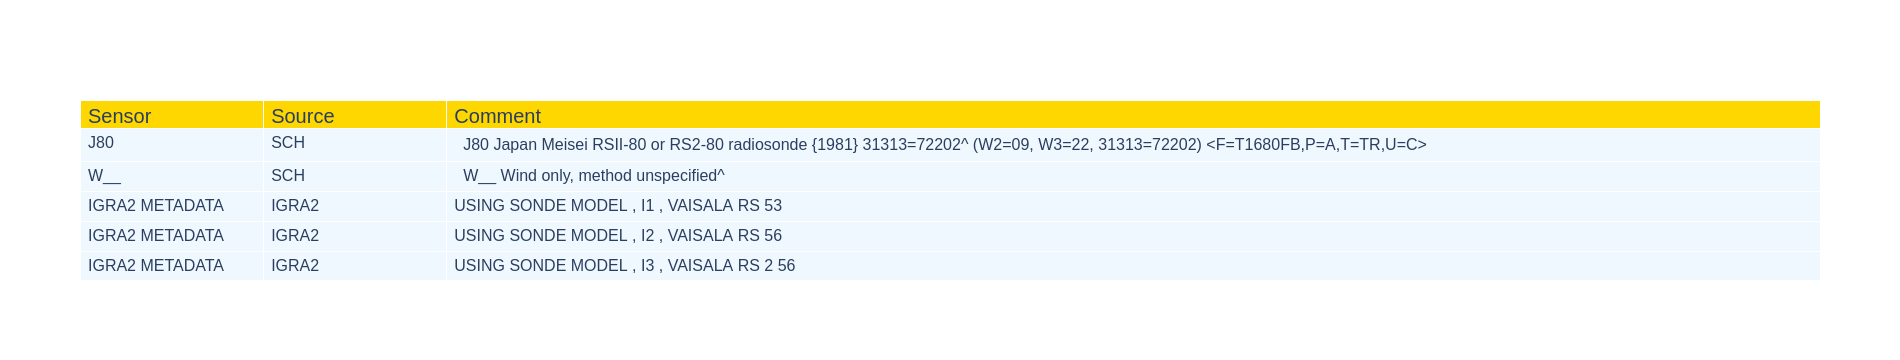 Sensor Source Comment
J80 SCH J80 Japan Meisei RSII-80 or RS2-80 radiosonde {1981} 31313=72202^ (W2=09, W3=22, 31313=72202) <F=T1680FB,P=A,T=TR,U=C>
W__ SCH W__ Wind only, method unspecified^
IGRA2 METADATA IGRA2 USING SONDE MODEL , I1 , VAISALA RS 53
IGRA2 METADATA IGRA2 USING SONDE MODEL , I2 , VAISALA RS 56
IGRA2 METADATA IGRA2 USING SONDE MODEL , I3 , VAISALA RS 2 56